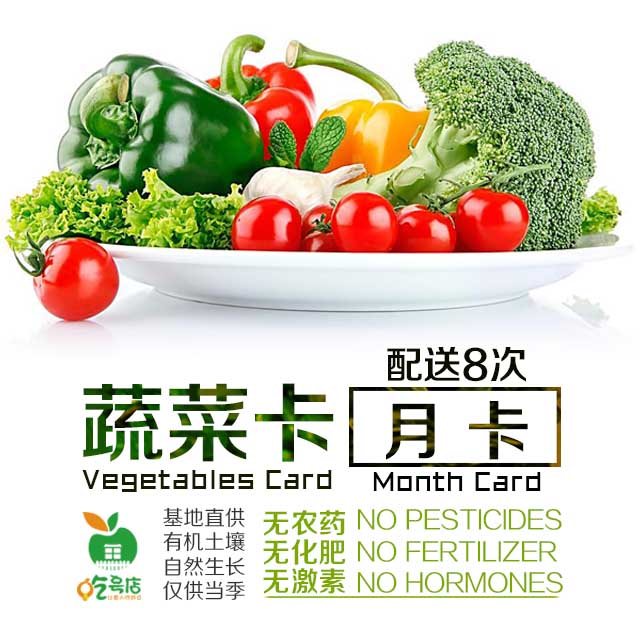 配送8次
蔬菜卡
月卡
Vegetables Card
Month Card
基地直供
有机土壤
自然生长
仅供当季
无农药 NO PESTICIDES
无化肥 NO FERTILIZER
无激素 NO HORMONES
吃号店